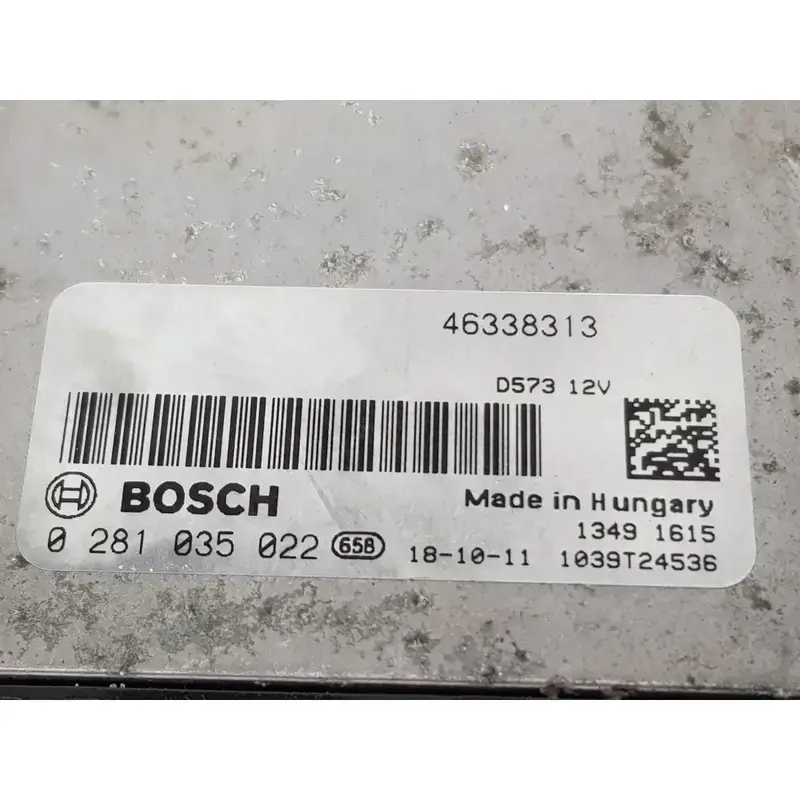 46338313
D573 12V
BOSCH
Made in Hungary
1349 1615
0 281 035 022 658 18-10-11 1039T24536